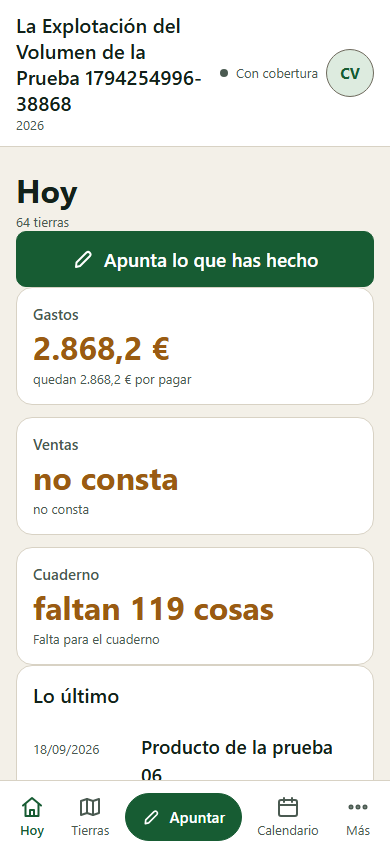 La Explotación del
Volumen de la
Prueba 1794254996-
38868
2026
Con cobertura
CV
Hoy
64 tierras
Apunta lo que has hecho
Gastos
2.868,2 €
quedan 2.868,2 € por pagar
Ventas
no consta
no consta
Cuaderno
faltan 119 cosas
Falta para el cuaderno
Lo último
18/09/2026
Producto de la prueba
06
Hoy
Tierras
Apuntar
Calendario
Más